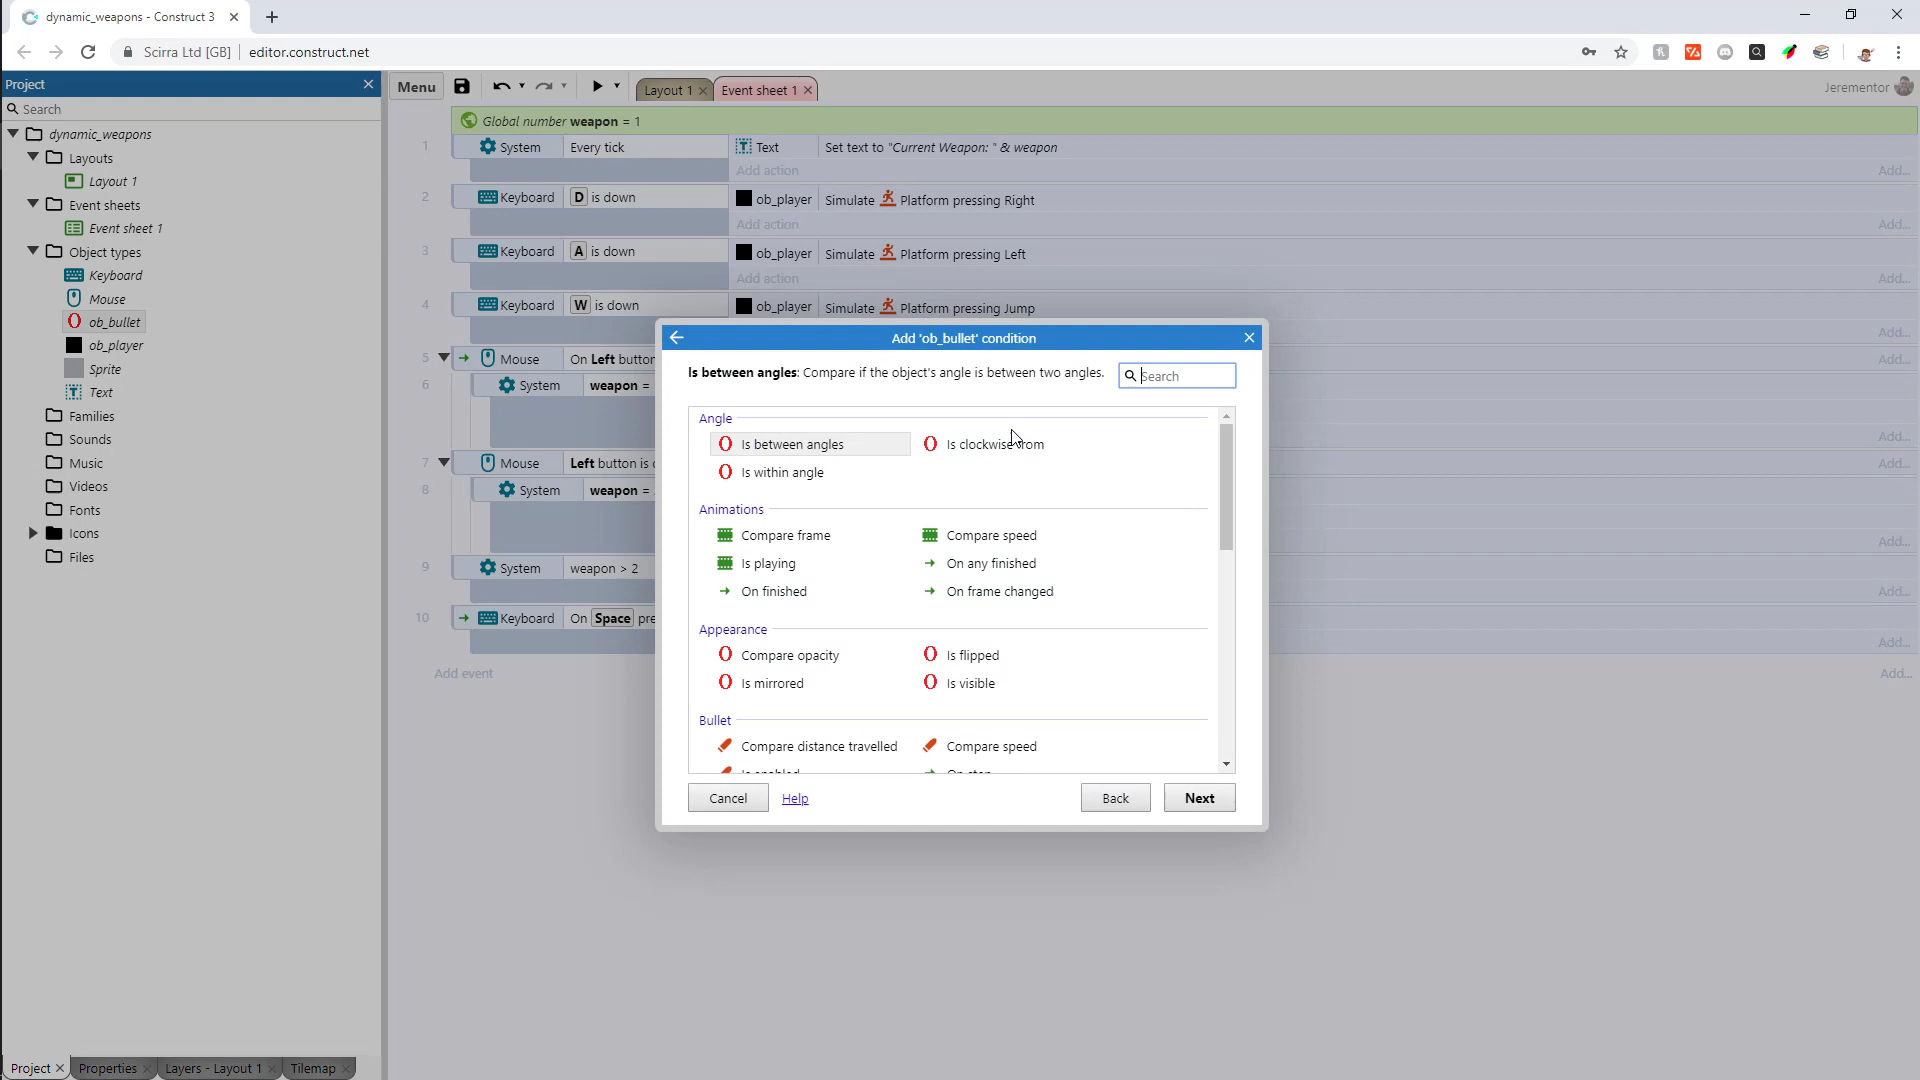 dynamic_weapons - Construct 3
Scirra Ltd [GB] editor.construct.net
Project
Search
dynamic_weapons
Layouts
Layout 1
Event sheets
Event sheet 1
Object types
Keyboard
Mouse
ob_bullet
ob_player
Sprite
Text
Families
Sounds
Music
Videos
Fonts
Icons
Files
Project Properties Layers - Layout 1 Tilemap
Menu Layout 1 Event sheet 1 Jerementor
Global number weapon = 1
1 System Every tick Text Set text to "Current Weapon: " & weapon
Add action Add...
2 Keyboard D is down ob_player Simulate Platform pressing Right
Add action Add...
3 Keyboard A is down ob_player Simulate Platform pressing Left
Add action Add...
4 Keyboard W is down ob_player Simulate Platform pressing Jump
Add...
5 Mouse On Left button Add...
6 System weapon =
Add...
7 Mouse Left button is Add...
8 System weapon =
Add...
9 System weapon > 2
Add...
10 Keyboard On Space
Add...
Add event Add...
Add 'ob_bullet' condition
Is between angles: Compare if the object's angle is between two angles. Search
Angle
Is between angles Is clockwise from
Is within angle
Animations
Compare frame Compare speed
Is playing On any finished
On finished On frame changed
Appearance
Compare opacity Is flipped
Is mirrored Is visible
Bullet
Compare distance travelled Compare speed
Is enabled On step
Cancel Help Back Next